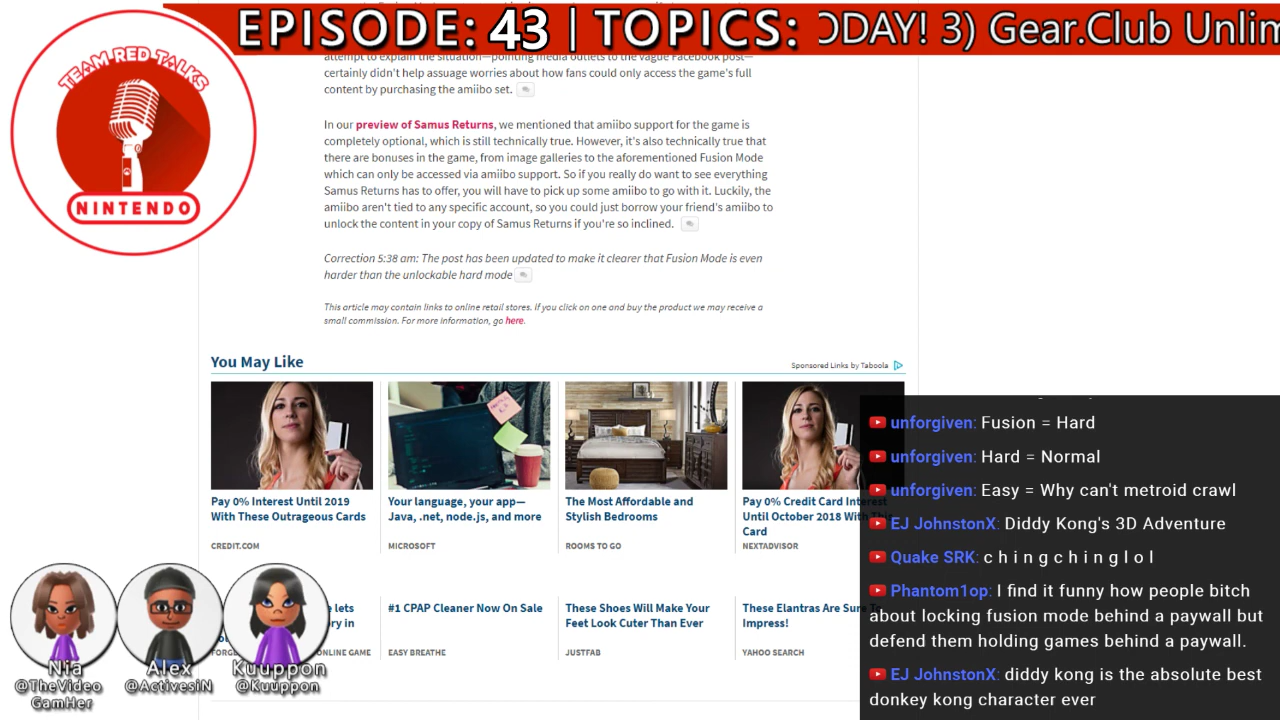 EPISODE: 43 | TOPICS:
ODAY! 3) Gear.Club Unlim
TEAM RED TALKS
NINTENDO
attempt to explain the situation—pointing media outlets to the vague Facebook post—
certainly didn't help assuage worries about how fans could only access the game's full
content by purchasing the amiibo set.
In our preview of Samus Returns, we mentioned that amiibo support for the game is
completely optional, which is still technically true. However, it's also technically true that
there are bonuses in the game, from image galleries to the aforementioned Fusion Mode
which can only be accessed via amiibo support. So if you really do want to see everything
Samus Returns has to offer, you will have to pick up some amiibo to go with it. Luckily, the
amiibo aren't tied to any specific account, so you could just borrow your friend's amiibo to
unlock the content in your copy of Samus Returns if you're so inclined.
Correction 5:38 am: The post has been updated to make it clearer that Fusion Mode is even
harder than the unlockable hard mode
This article may contain links to online retail stores. If you click on one and buy the product we may receive a
small commission. For more information, go here.
You May Like
Sponsored Links by Taboola
Pay 0% Interest Until 2019
With These Outrageous Cards
CREDIT.COM
Your language, your app—
Java, .net, node.js, and more
MICROSOFT
The Most Affordable and
Stylish Bedrooms
ROOMS TO GO
Pay 0% Credit Card Interest
Until October 2018 With This
Card
NEXTADVISOR
e lets
ry in
FORGE
ONLINE GAME
#1 CPAP Cleaner Now On Sale
EASY BREATHE
These Shoes Will Make Your
Feet Look Cuter Than Ever
JUSTFAB
These Elantras Are Sure To
Impress!
YAHOO SEARCH
unforgiven: Fusion = Hard
unforgiven: Hard = Normal
unforgiven: Easy = Why can't metroid crawl
EJ JohnstonX: Diddy Kong's 3D Adventure
Quake SRK: c h i n g c h i n g l o l
Phantom1op: I find it funny how people bitch
about locking fusion mode behind a paywall but
defend them holding games behind a paywall.
EJ JohnstonX: diddy kong is the absolute best
donkey kong character ever
Nia
@TheVideo
GamHer
Alex
@ActivesiN
Kuuppon
@Kuuppon